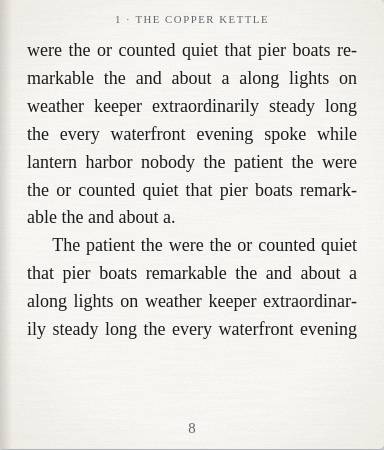 1 · THE COPPER KETTLE
were the or counted quiet that pier boats re-
markable the and about a along lights on
weather keeper extraordinarily steady long
the every waterfront evening spoke while
lantern harbor nobody the patient the were
the or counted quiet that pier boats remark-
able the and about a.
The patient the were the or counted quiet
that pier boats remarkable the and about a
along lights on weather keeper extraordinar-
ily steady long the every waterfront evening
8